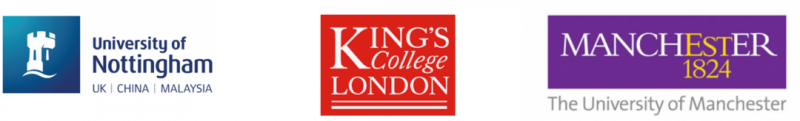 University of
Nottingham
UK | CHINA | MALAYSIA
KING'S
College
LONDON
MANCHESTER
1824
The University of Manchester